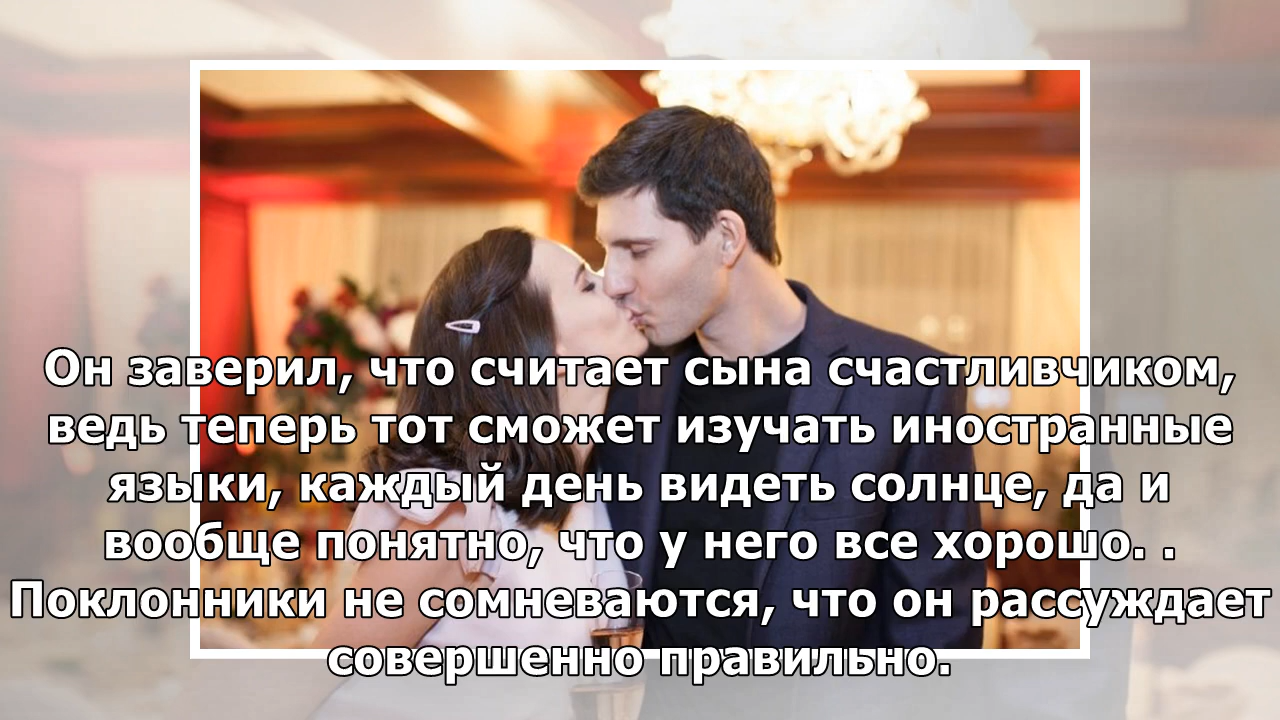 Он заверил, что считает сына счастливчиком,
ведь теперь тот сможет изучать иностранные
языки, каждый день видеть солнце, да и
вообще понятно, что у него все хорошо. .
Поклонники не сомневаются, что он рассуждает
совершенно правильно.